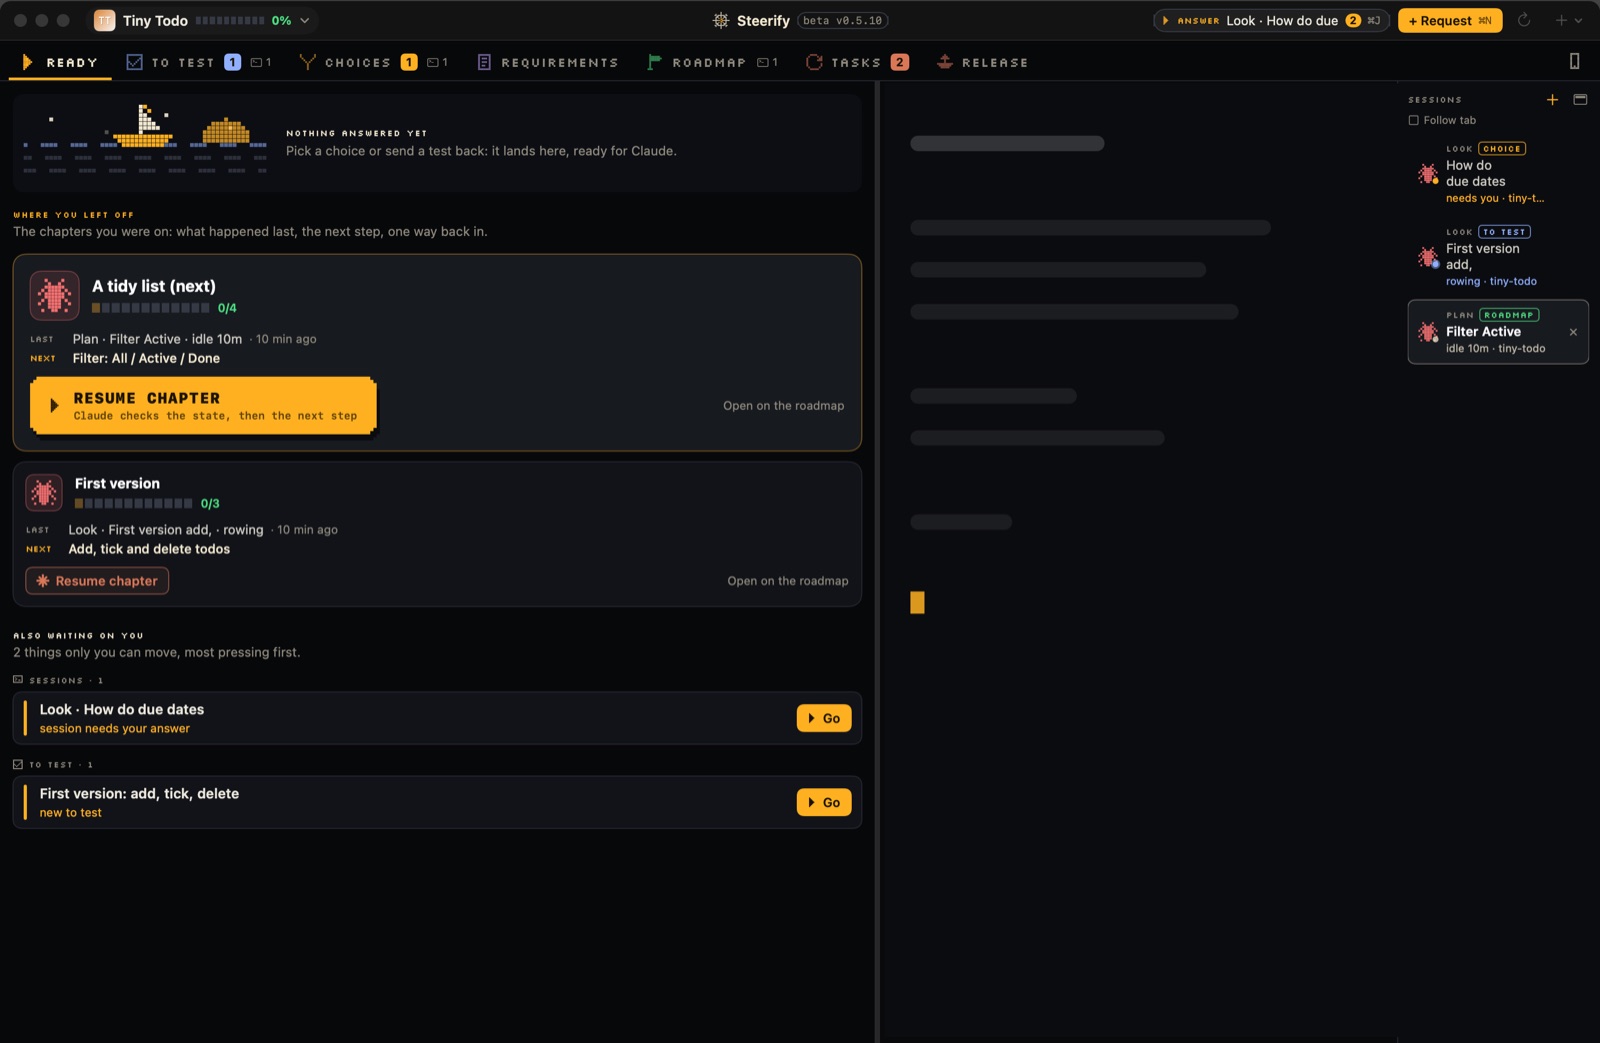 TT Tiny Todo 0%
Steerify beta v0.5.10
ANSWER Look · How do due 2 ⌘J
+ Request ⌘N
READY
TO TEST 1 1
CHOICES 1 1
REQUIREMENTS
ROADMAP 1
TASKS 2
RELEASE
NOTHING ANSWERED YET
Pick a choice or send a test back: it lands here, ready for Claude.
WHERE YOU LEFT OFF
The chapters you were on: what happened last, the next step, one way back in.
A tidy list (next)
0/4
LAST Plan · Filter Active · idle 10m · 10 min ago
NEXT Filter: All / Active / Done
RESUME CHAPTER
Claude checks the state, then the next step
Open on the roadmap
First version
0/3
LAST Look · First version add, · rowing · 10 min ago
NEXT Add, tick and delete todos
Resume chapter
Open on the roadmap
ALSO WAITING ON YOU
2 things only you can move, most pressing first.
SESSIONS · 1
Look · How do due dates
session needs your answer
Go
TO TEST · 1
First version: add, tick, delete
new to test
Go
SESSIONS
Follow tab
LOOK CHOICE
How do
due dates
needs you · tiny-t...
LOOK TO TEST
First version
add,
rowing · tiny-todo
PLAN ROADMAP
Filter Active
idle 10m · tiny-todo